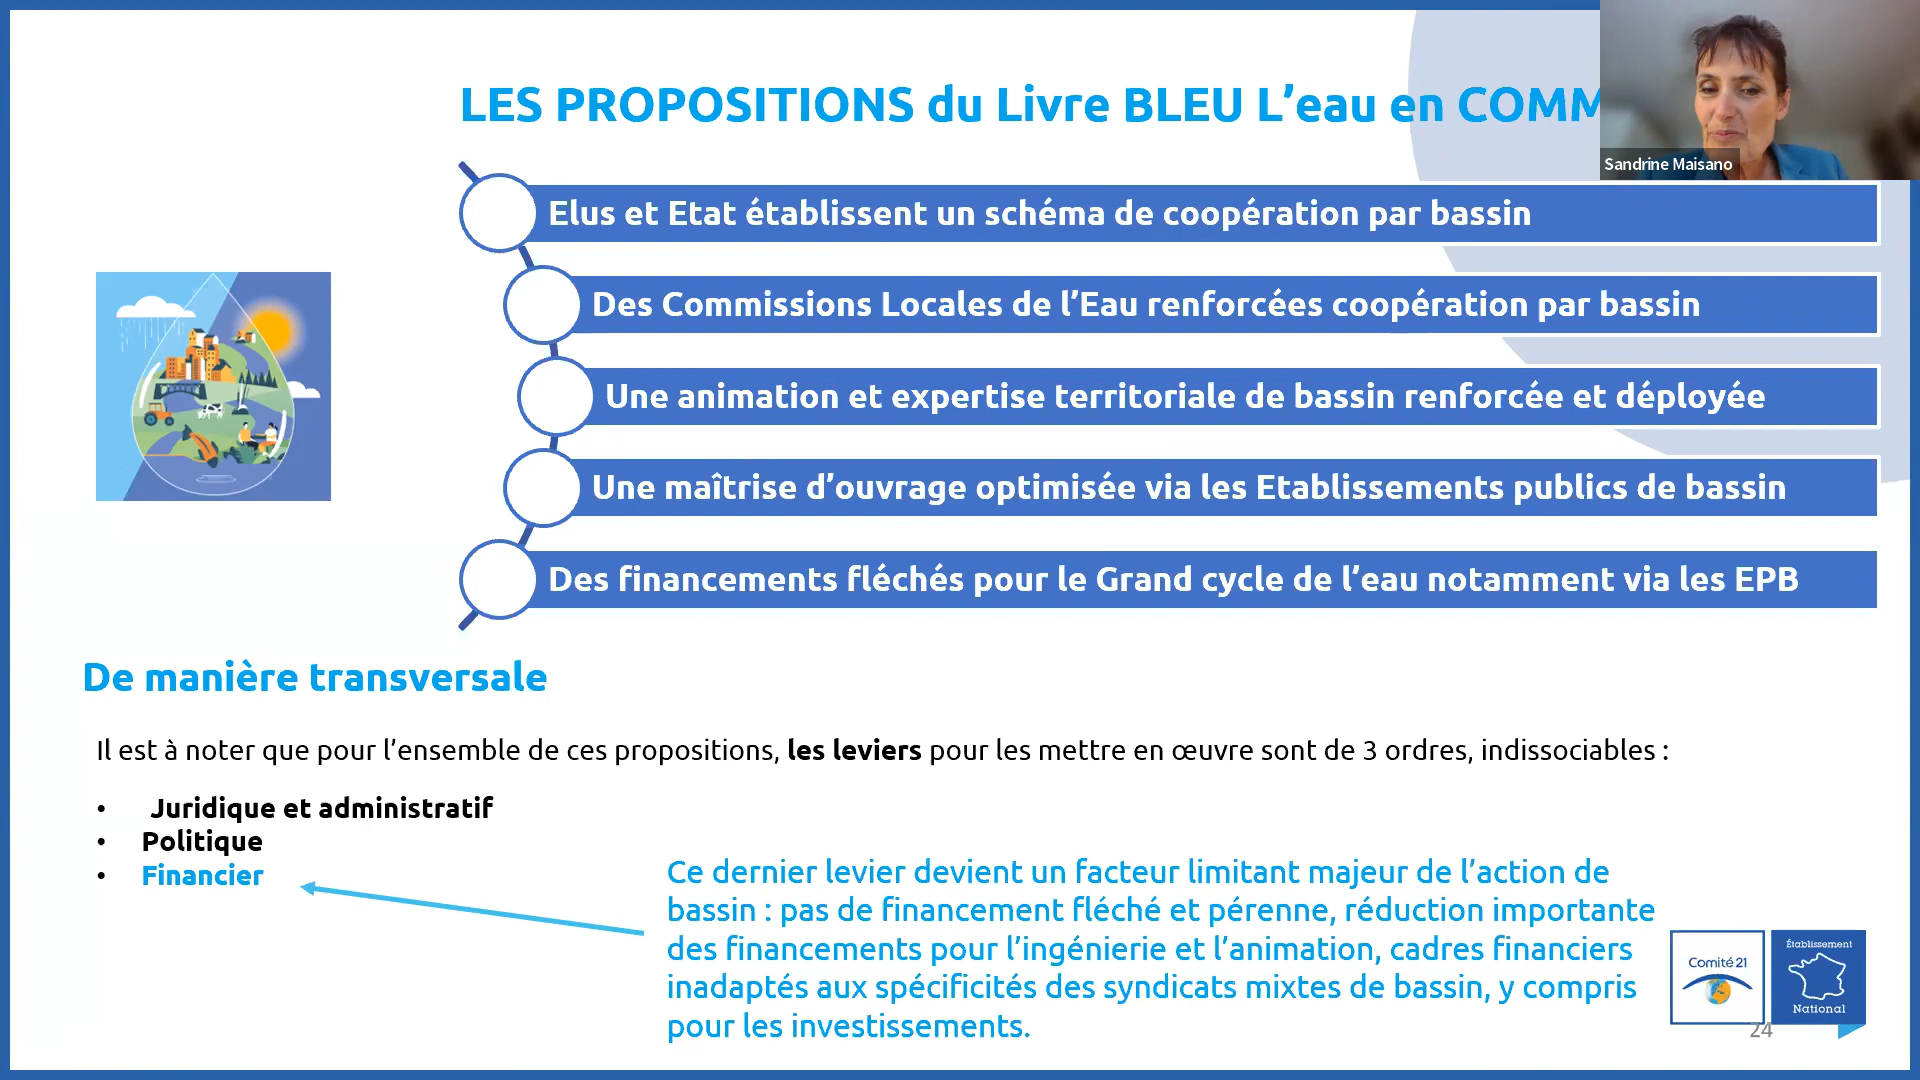 LES PROPOSITIONS du Livre BLEU L’eau en COMM
Sandrine Maisano
Elus et Etat établissent un schéma de coopération par bassin
Des Commissions Locales de l’Eau renforcées coopération par bassin
Une animation et expertise territoriale de bassin renforcée et déployée
Une maîtrise d’ouvrage optimisée via les Etablissements publics de bassin
Des financements fléchés pour le Grand cycle de l’eau notamment via les EPB
De manière transversale
Il est à noter que pour l’ensemble de ces propositions, les leviers pour les mettre en œuvre sont de 3 ordres, indissociables :
• Juridique et administratif
• Politique
• Financier
Ce dernier levier devient un facteur limitant majeur de l’action de
bassin : pas de financement fléché et pérenne, réduction importante
des financements pour l’ingénierie et l’animation, cadres financiers
inadaptés aux spécificités des syndicats mixtes de bassin, y compris
pour les investissements.
Comité 21
Établissement
National
24